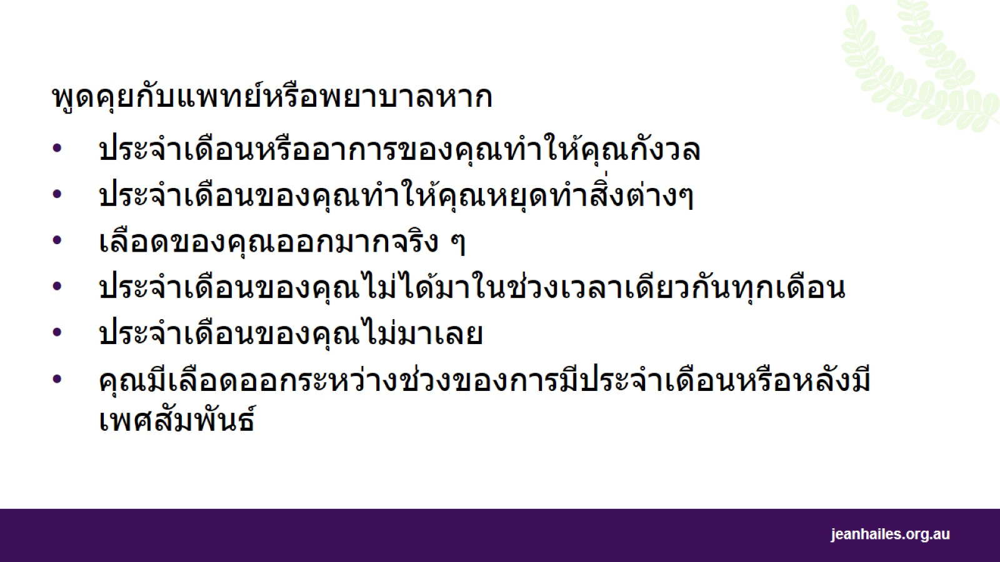 พูดคุยกับแพทย์หรือพยาบาลหาก
• ประจำเดือนหรืออาการของคุณทำให้คุณกังวล
• ประจำเดือนของคุณทำให้คุณหยุดทำสิ่งต่างๆ
• เลือดของคุณออกมากจริง ๆ
• ประจำเดือนของคุณไม่ได้มาในช่วงเวลาเดียวกันทุกเดือน
• ประจำเดือนของคุณไม่มาเลย
• คุณมีเลือดออกระหว่างช่วงของการมีประจำเดือนหรือหลังมี
เพศสัมพันธ์
jeanhailes.org.au